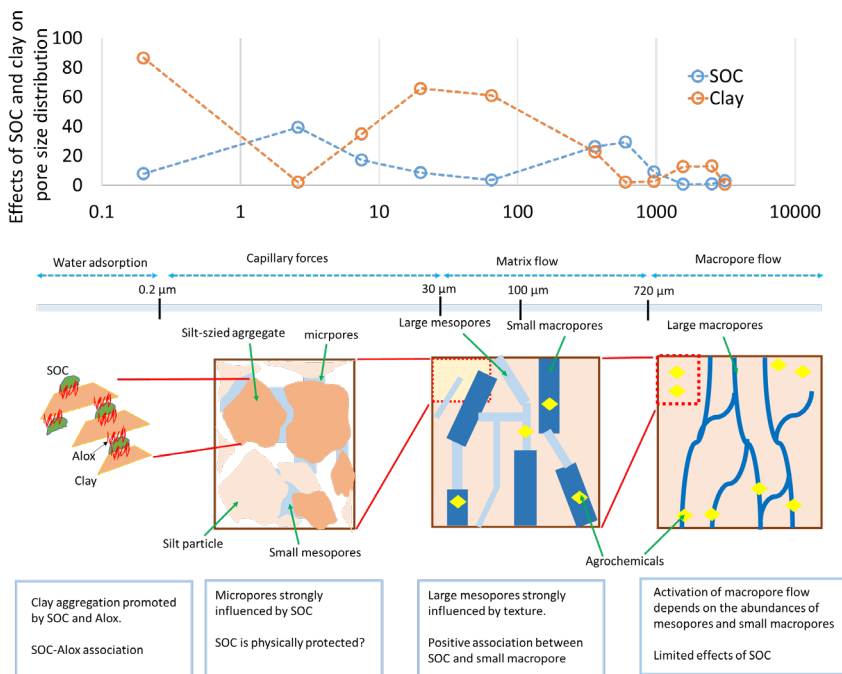 Effects of SOC and clay on
pore size distribution
100
80
60
40
20
0
0.1
1
10
100
1000
10000
SOC
Clay
Water adsorption
Capillary forces
Matrix flow
Macropore flow
0.2 μm
30 μm
100 μm
720 μm
Silt-szied agrgegate
micrpores
Large mesopores
Small macropores
Large macropores
SOC
Alox
Clay
Silt particle
Small mesopores
Agrochemicals
Clay aggregation promoted
by SOC and Alox.
SOC-Alox association
Micropores strongly
influenced by SOC
SOC is physically protected?
Large mesopores strongly
influenced by texture.
Positive association between
SOC and small macropore
Activation of macropore flow
depends on the abundances of
mesopores and small macropores
Limited effects of SOC